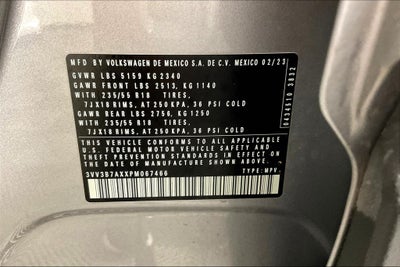 MFD. BY VOLKSWAGEN DE MEXICO S.A. DE C.V. MEXICO 02/23
GVWR LBS 5159 KG 2340
GAWR FRONT LBS 2513, KG 1140
WITH 235/55 R18 TIRES,
7JX18 RIMS, AT 250 KPA, 36 PSI COLD
GAWR REAR LBS 2756, KG 1250
WITH 235/55 R18 TIRES,
7JX18 RIMS, AT 250 KPA, 36 PSI COLD
THIS VEHICLE CONFORMS TO ALL APPLICABLE
U.S. FEDERAL MOTOR VEHICLE SAFETY AND
THEFT PREVENTION STANDARDS IN EFFECT ON
THE DATE OF MANUFACTURE SHOWN ABOVE.
3VV3B7AXXPM067466 TYPE: MPV
0434510 3832